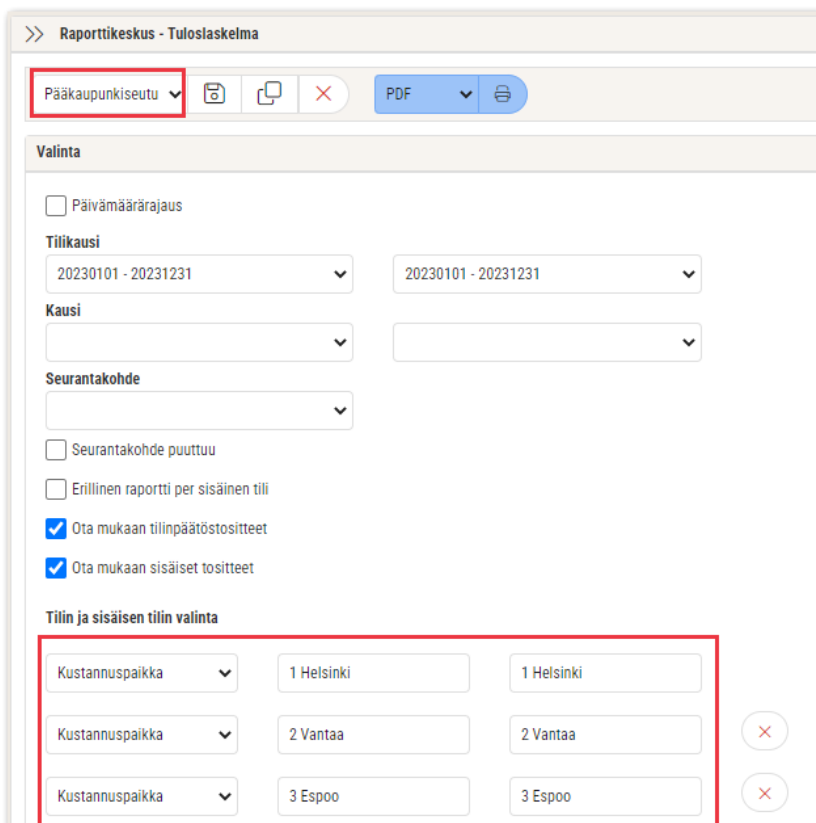 Raporttikeskus - Tuloslaskelma
Pääkaupunkiseutu PDF
Valinta
Päivämäärärajaus
Tilikausi
20230101 - 20231231 20230101 - 20231231
Kausi
Seurantakohde
Seurantakohde puuttuu
Erillinen raportti per sisäinen tili
Ota mukaan tilinpäätöstositteet
Ota mukaan sisäiset tositteet
Tilin ja sisäisen tilin valinta
Kustannuspaikka 1 Helsinki 1 Helsinki
Kustannuspaikka 2 Vantaa 2 Vantaa
Kustannuspaikka 3 Espoo 3 Espoo